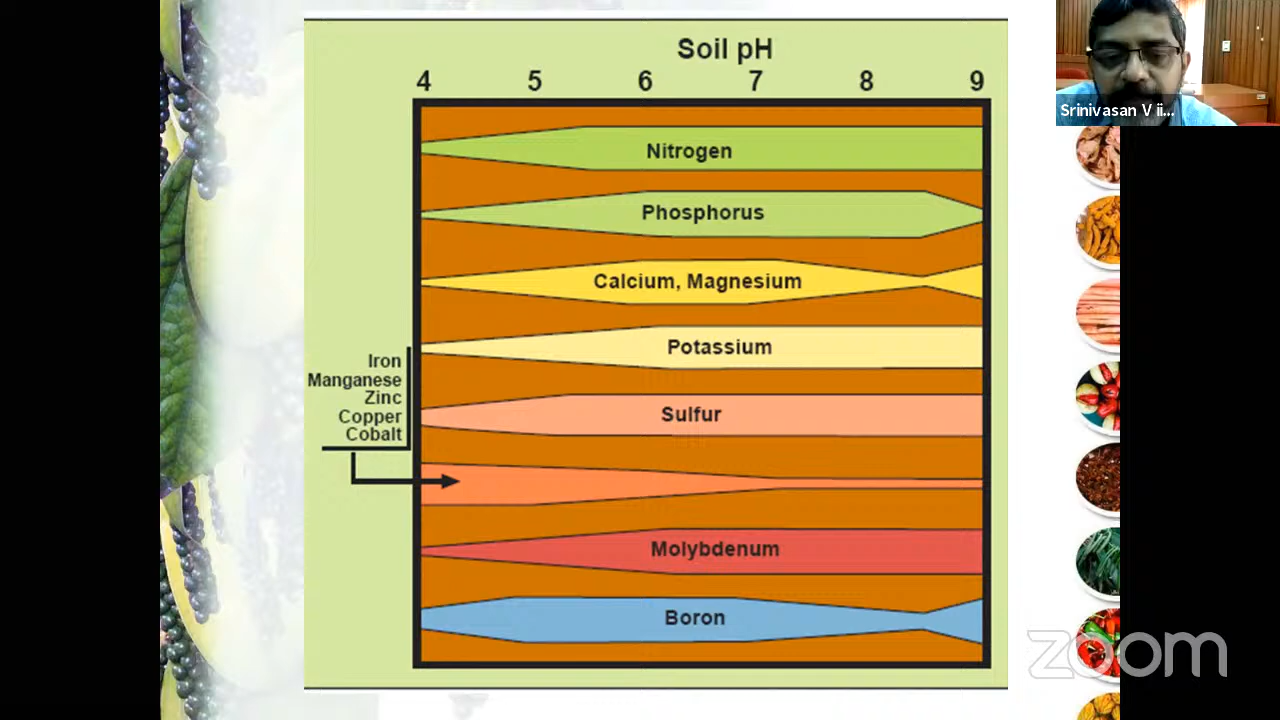 Soil pH
4 5 6 7 8 9
Nitrogen
Phosphorus
Calcium, Magnesium
Potassium
Iron
Manganese
Zinc
Copper
Cobalt
Sulfur
Molybdenum
Boron
Srinivasan V ii...
zoom